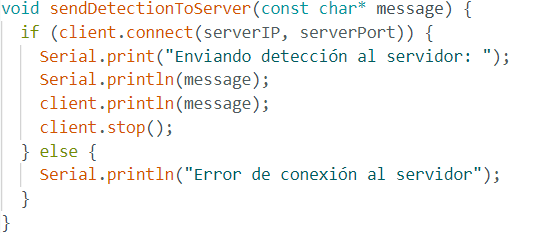 void sendDetectionToServer(const char* message) {
  if (client.connect(serverIP, serverPort)) {
    Serial.print("Enviando detección al servidor: ");
    Serial.println(message);
    client.println(message);
    client.stop();
  } else {
    Serial.println("Error de conexión al servidor");
  }
}